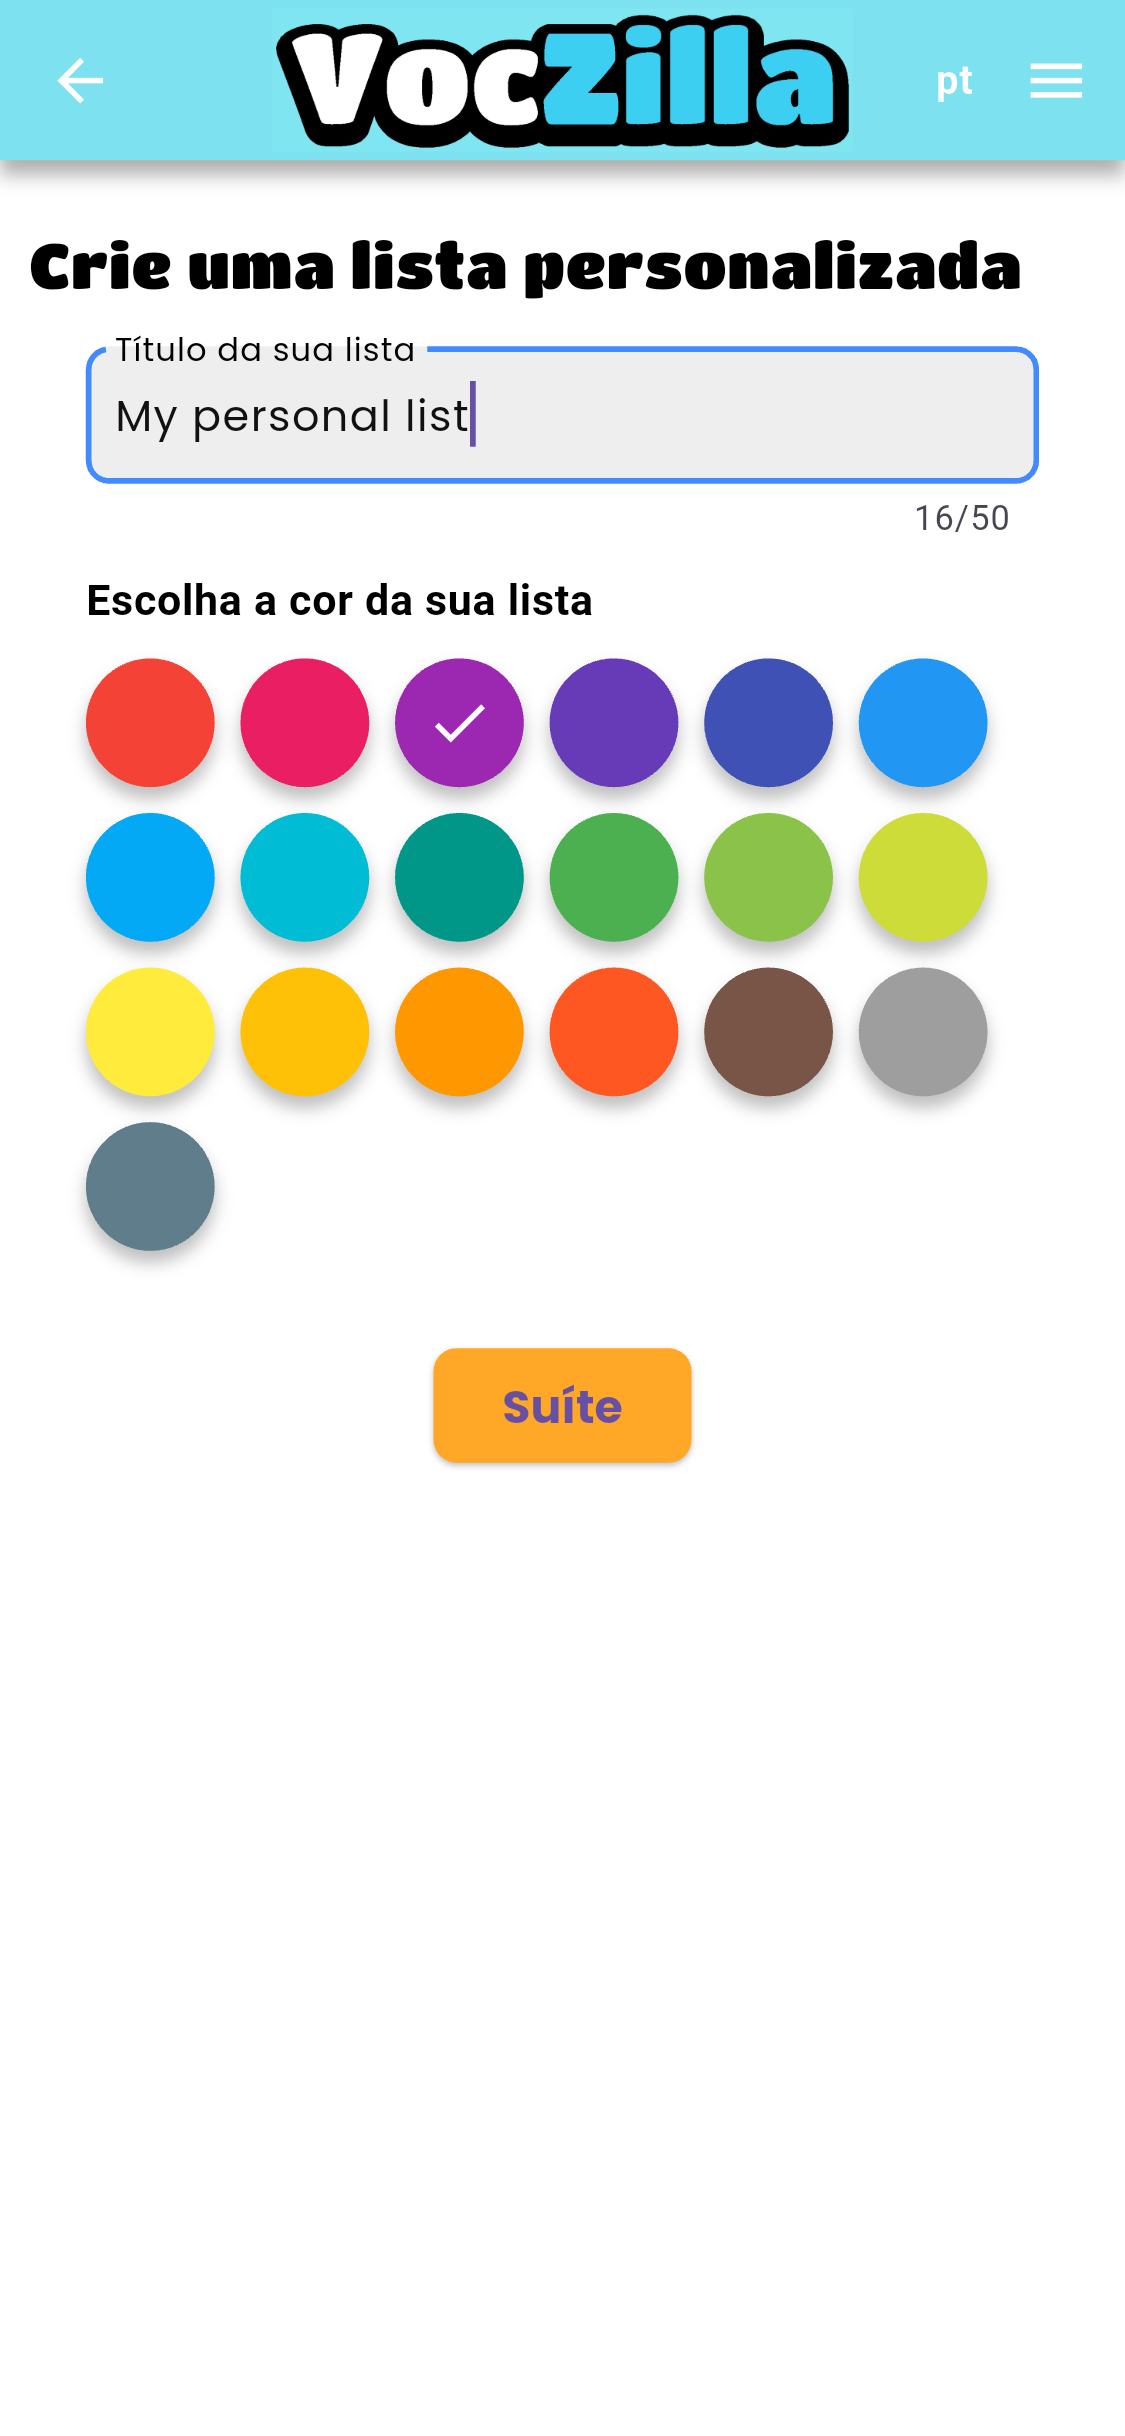 VocZilla
pt
Crie uma lista personalizada
Título da sua lista
My personal list
16/50
Escolha a cor da sua lista
Suíte